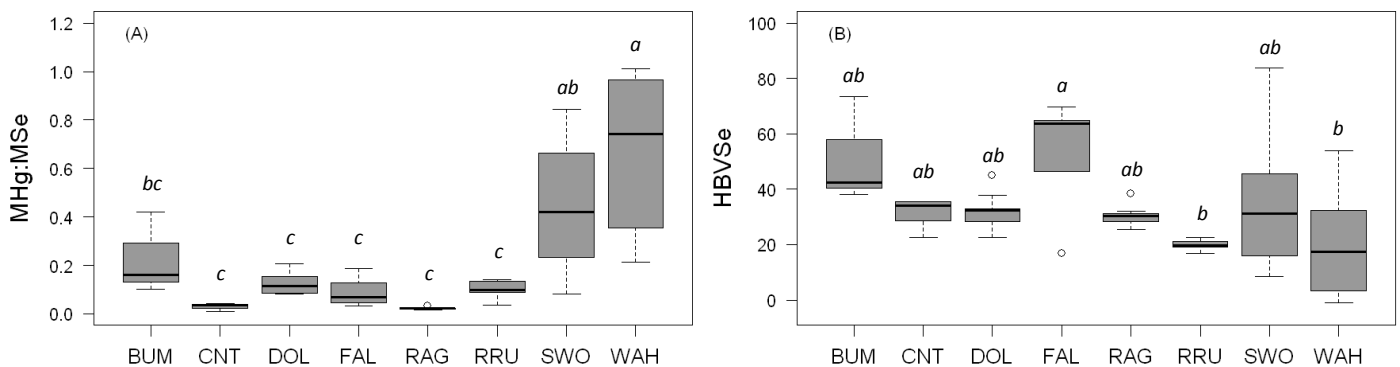 (A)
MHg:MSe
1.2
1.0
0.8
0.6
0.4
0.2
0.0
bc
c
c
c
c
c
ab
a
BUM CNT DOL FAL RAG RRU SWO WAH
(B)
HBVSe
100
80
60
40
20
0
ab
ab
ab
a
ab
b
ab
b
BUM CNT DOL FAL RAG RRU SWO WAH